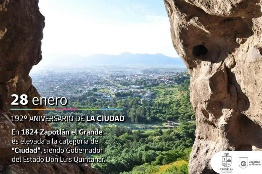 28 enero
192º ANIVERSARIO DE LA CIUDAD
En 1824 Zapotlán el Grande
es elevada a la categoría de
"Ciudad", siendo Gobernador
del Estado Don Luis Quintanar.